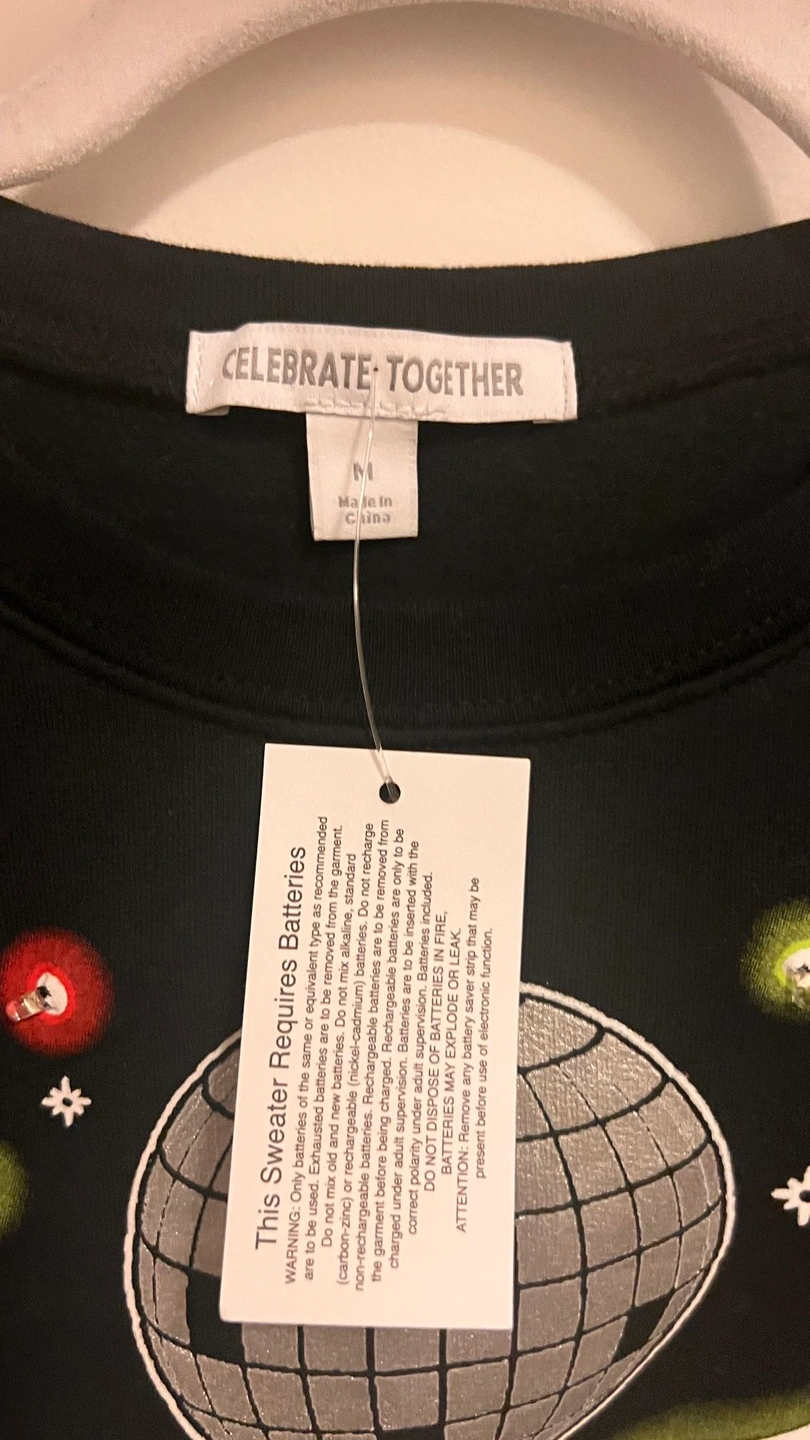 CELEBRATE·TOGETHER
M
Made In
China
This Sweater Requires Batteries
WARNING: Only batteries of the same or equivalent type as recommended
are to be used. Exhausted batteries are to be removed from the garment.
Do not mix old and new batteries. Do not mix alkaline, standard
(carbon-zinc) or rechargeable (nickel-cadmium) batteries. Do not recharge
non-rechargeable batteries. Rechargeable batteries are to be removed from
the garment before being charged. Rechargeable batteries are only to be
charged under adult supervision. Batteries are to be inserted with the
correct polarity under adult supervision. Batteries included.
DO NOT DISPOSE OF BATTERIES IN FIRE,
BATTERIES MAY EXPLODE OR LEAK.
ATTENTION: Remove any battery saver strip that may be
present before use of electronic function.